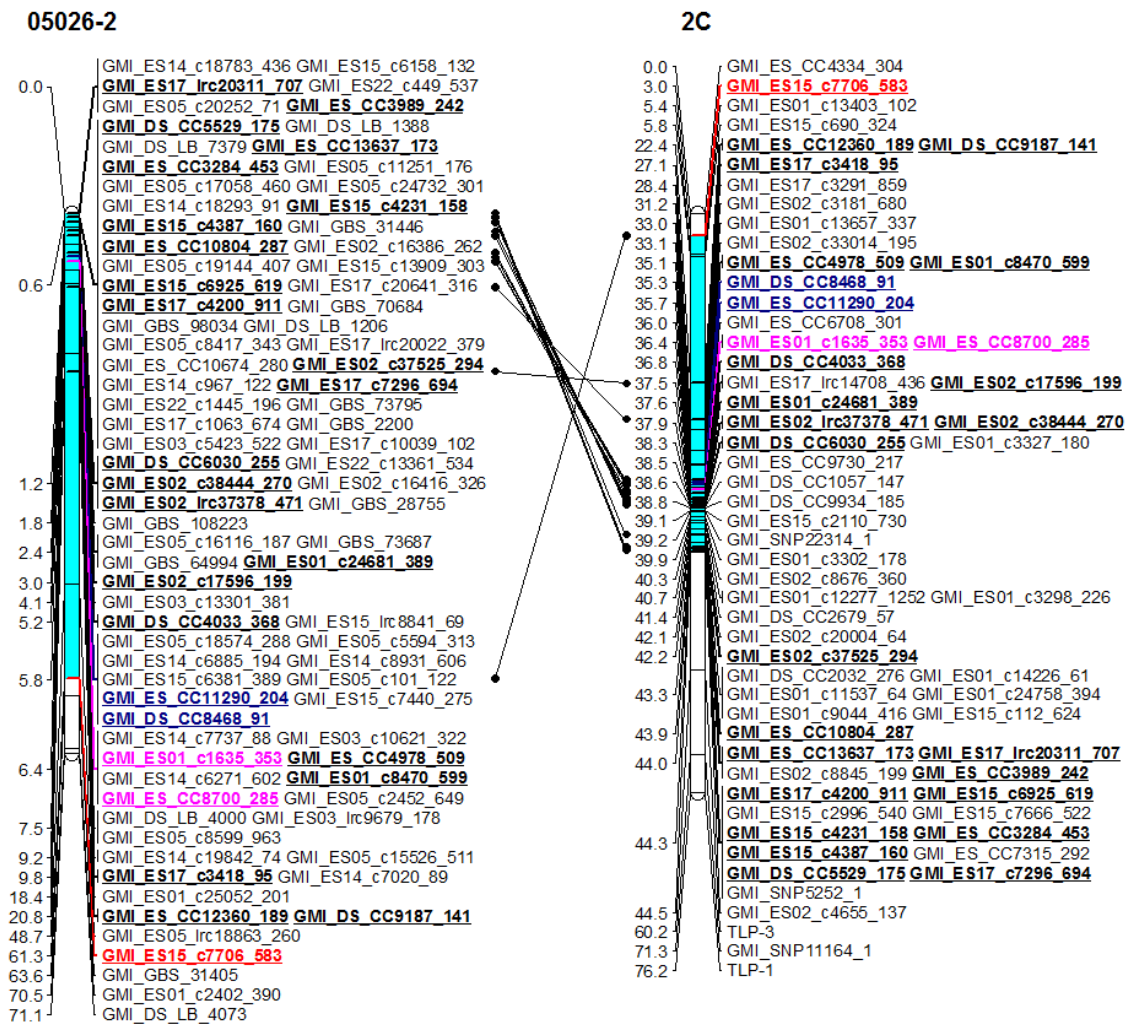 05026-2
GMI_ES14_c18783_436 GMI_ES15_c6158_132
0.0 GMI_ES17_lrc20311_707 GMI_ES22_c449_537
GMI_ES05_c20252_71 GMI_ES_CC3989_242
GMI_DS_CC5529_175 GMI_DS_LB_1388
GMI_DS_LB_7379 GMI_ES_CC13637_173
GMI_ES_CC3284_453 GMI_ES05_c11251_176
GMI_ES05_c17058_460 GMI_ES05_c24732_301
GMI_ES14_c18293_91 GMI_ES15_c4231_158
GMI_ES15_c4387_160 GMI_GBS_31446
GMI_ES_CC10804_287 GMI_ES02_c16386_262
GMI_ES05_c19144_407 GMI_ES15_c13909_303
0.6 GMI_ES15_c6925_619 GMI_ES17_c20641_316
GMI_ES17_c4200_911 GMI_GBS_70684
GMI_GBS_98034 GMI_DS_LB_1206
GMI_ES05_c8417_343 GMI_ES17_lrc20022_379
GMI_ES_CC10674_280 GMI_ES02_c37525_294
GMI_ES14_c967_122 GMI_ES17_c7296_694
GMI_ES22_c1445_196 GMI_GBS_73795
GMI_ES17_c1063_674 GMI_GBS_2200
GMI_ES03_c5423_522 GMI_ES17_c10039_102
GMI_DS_CC6030_255 GMI_ES22_c13361_534
1.2 GMI_ES02_c38444_270 GMI_ES02_c16416_326
GMI_ES02_lrc37378_471 GMI_GBS_28755
1.8 GMI_GBS_108223
GMI_ES05_c16116_187 GMI_GBS_73687
2.4 GMI_GBS_64994 GMI_ES01_c24681_389
3.0 GMI_ES02_c17596_199
4.1 GMI_ES03_c13301_381
5.2 GMI_DS_CC4033_368 GMI_ES15_lrc8841_69
GMI_ES05_c18574_288 GMI_ES05_c5594_313
GMI_ES14_c6885_194 GMI_ES14_c8931_606
5.8 GMI_ES15_c6381_389 GMI_ES05_c101_122
GMI_ES_CC11290_204 GMI_ES15_c7440_275
GMI_DS_CC8468_91
GMI_ES14_c7737_88 GMI_ES03_c10621_322
GMI_ES01_c1635_353 GMI_ES_CC4978_509
6.4 GMI_ES14_c6271_602 GMI_ES01_c8470_599
GMI_ES_CC8700_285 GMI_ES05_c2452_649
GMI_DS_LB_4000 GMI_ES03_lrc9679_178
7.5 GMI_ES05_c8599_963
9.2 GMI_ES14_c19842_74 GMI_ES05_c15526_511
9.8 GMI_ES17_c3418_95 GMI_ES14_c7020_89
18.4 GMI_ES01_c25052_201
20.8 GMI_ES_CC12360_189 GMI_DS_CC9187_141
48.7 GMI_ES05_lrc18863_260
61.3 GMI_ES15_c7706_583
63.6 GMI_GBS_31405
70.5 GMI_ES01_c2402_390
71.1 GMI_DS_LB_4073
2C
0.0 GMI_ES_CC4334_304
3.0 GMI_ES15_c7706_583
5.4 GMI_ES01_c13403_102
5.8 GMI_ES15_c690_324
22.4 GMI_ES_CC12360_189 GMI_DS_CC9187_141
27.1 GMI_ES17_c3418_95
28.4 GMI_ES17_c3291_859
31.2 GMI_ES02_c3181_680
33.0 GMI_ES01_c13657_337
33.1 GMI_ES02_c33014_195
35.1 GMI_ES_CC4978_509 GMI_ES01_c8470_599
35.3 GMI_DS_CC8468_91
35.7 GMI_ES_CC11290_204
36.0 GMI_ES_CC6708_301
36.4 GMI_ES01_c1635_353 GMI_ES_CC8700_285
36.8 GMI_DS_CC4033_368
37.5 GMI_ES17_lrc14708_436 GMI_ES02_c17596_199
37.6 GMI_ES01_c24681_389
37.9 GMI_ES02_lrc37378_471 GMI_ES02_c38444_270
38.3 GMI_DS_CC6030_255 GMI_ES01_c3327_180
38.5 GMI_ES_CC9730_217
38.6 GMI_DS_CC1057_147
38.8 GMI_DS_CC9934_185
39.1 GMI_ES15_c2110_730
39.2 GMI_SNP22314_1
39.9 GMI_ES01_c3302_178
40.3 GMI_ES02_c8676_360
40.7 GMI_ES01_c12277_1252 GMI_ES01_c3298_226
41.4 GMI_DS_CC2679_57
42.1 GMI_ES02_c20004_64
42.2 GMI_ES02_c37525_294
GMI_DS_CC2032_276 GMI_ES01_c14226_61
43.3 GMI_ES01_c11537_64 GMI_ES01_c24758_394
GMI_ES01_c9044_416 GMI_ES15_c112_624
43.9 GMI_ES_CC10804_287
GMI_ES_CC13637_173 GMI_ES17_lrc20311_707
44.0 GMI_ES02_c8845_199 GMI_ES_CC3989_242
GMI_ES17_c4200_911 GMI_ES15_c6925_619
GMI_ES15_c2996_540 GMI_ES15_c7666_522
44.3 GMI_ES15_c4231_158 GMI_ES_CC3284_453
GMI_ES15_c4387_160 GMI_ES_CC7315_292
GMI_DS_CC5529_175 GMI_ES17_c7296_694
GMI_SNP5252_1
44.5 GMI_ES02_c4655_137
60.2 TLP-3
71.3 GMI_SNP11164_1
76.2 TLP-1